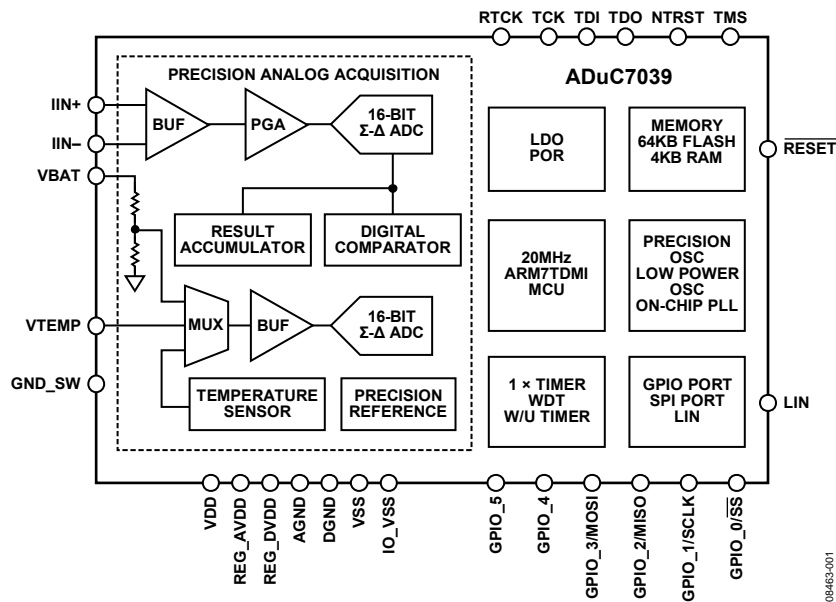 RTCK TCK TDI TDO NTRST TMS
PRECISION ANALOG ACQUISITION
ADuC7039
IIN+
IIN–
VBAT
VTEMP
GND_SW
BUF
PGA
16-BIT
Σ-Δ ADC
RESULT
ACCUMULATOR
DIGITAL
COMPARATOR
MUX
BUF
16-BIT
Σ-Δ ADC
TEMPERATURE
SENSOR
PRECISION
REFERENCE
LDO
POR
MEMORY
64KB FLASH
4KB RAM
20MHz
ARM7TDMI
MCU
PRECISION
OSC
LOW POWER
OSC
ON-CHIP PLL
1 × TIMER
WDT
W/U TIMER
GPIO PORT
SPI PORT
LIN
RESET
LIN
VDD
REG_AVDD
REG_DVDD
AGND
DGND
VSS
IO_VSS
GPIO_5
GPIO_4
GPIO_3/MOSI
GPIO_2/MISO
GPIO_1/SCLK
GPIO_0/SS
08463-001